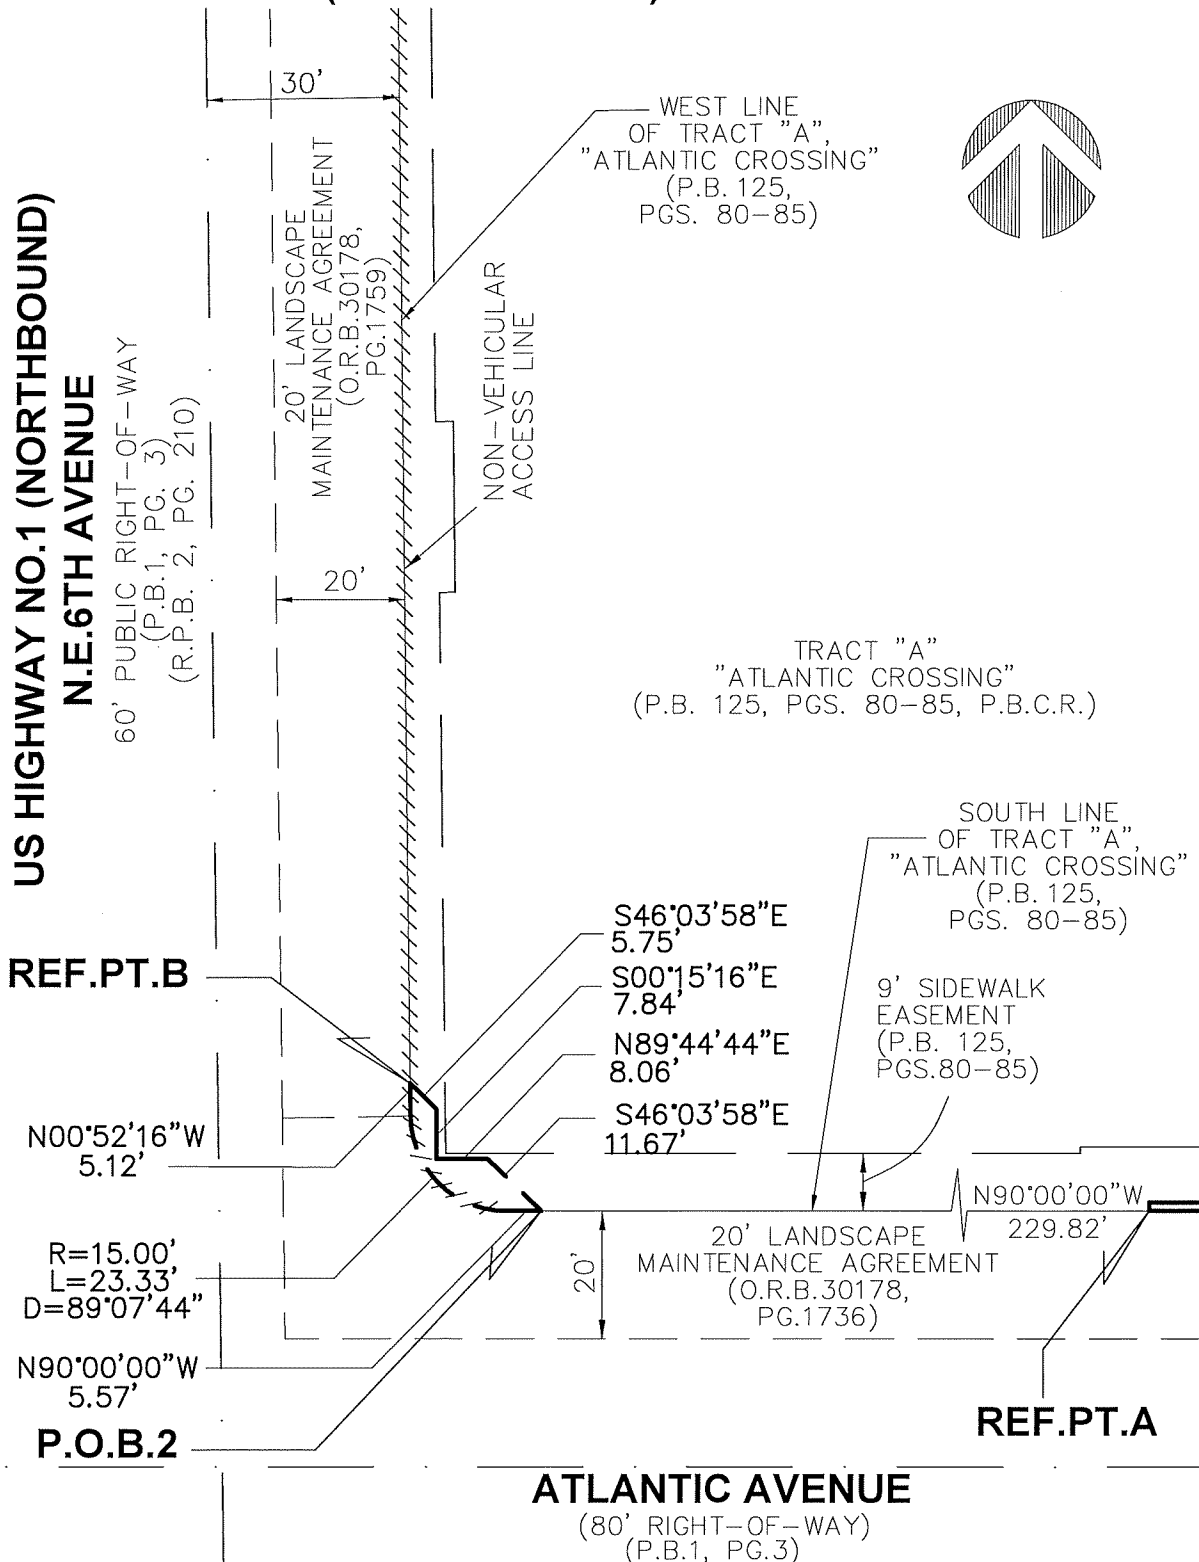 30'
WEST LINE
OF TRACT "A",
"ATLANTIC CROSSING"
(P.B. 125,
PGS. 80-85)
US HIGHWAY NO.1 (NORTHBOUND)
N.E.6TH AVENUE
60' PUBLIC RIGHT-OF-WAY
(P.B.1, PG. 3)
(R.P.B. 2, PG. 210)
20' LANDSCAPE
MAINTENANCE AGREEMENT
(O.R.B.30178,
PG.1759)
NON-VEHICULAR
ACCESS LINE
20'
TRACT "A"
"ATLANTIC CROSSING"
(P.B. 125, PGS. 80-85, P.B.C.R.)
SOUTH LINE
OF TRACT "A",
"ATLANTIC CROSSING"
(P.B. 125,
PGS. 80-85)
S46°03'58"E
5.75'
REF.PT.B
S00°15'16"E
7.84'
9' SIDEWALK
EASEMENT
(P.B. 125,
PGS.80-85)
N89°44'44"E
8.06'
S46°03'58"E
11.67'
N00°52'16"W
5.12'
N90°00'00"W
229.82'
20' LANDSCAPE
MAINTENANCE AGREEMENT
(O.R.B.30178,
PG.1736)
20'
R=15.00'
L=23.33'
D=89°07'44"
N90°00'00"W
5.57'
REF.PT.A
P.O.B.2
ATLANTIC AVENUE
(80' RIGHT-OF-WAY)
(P.B.1, PG.3)